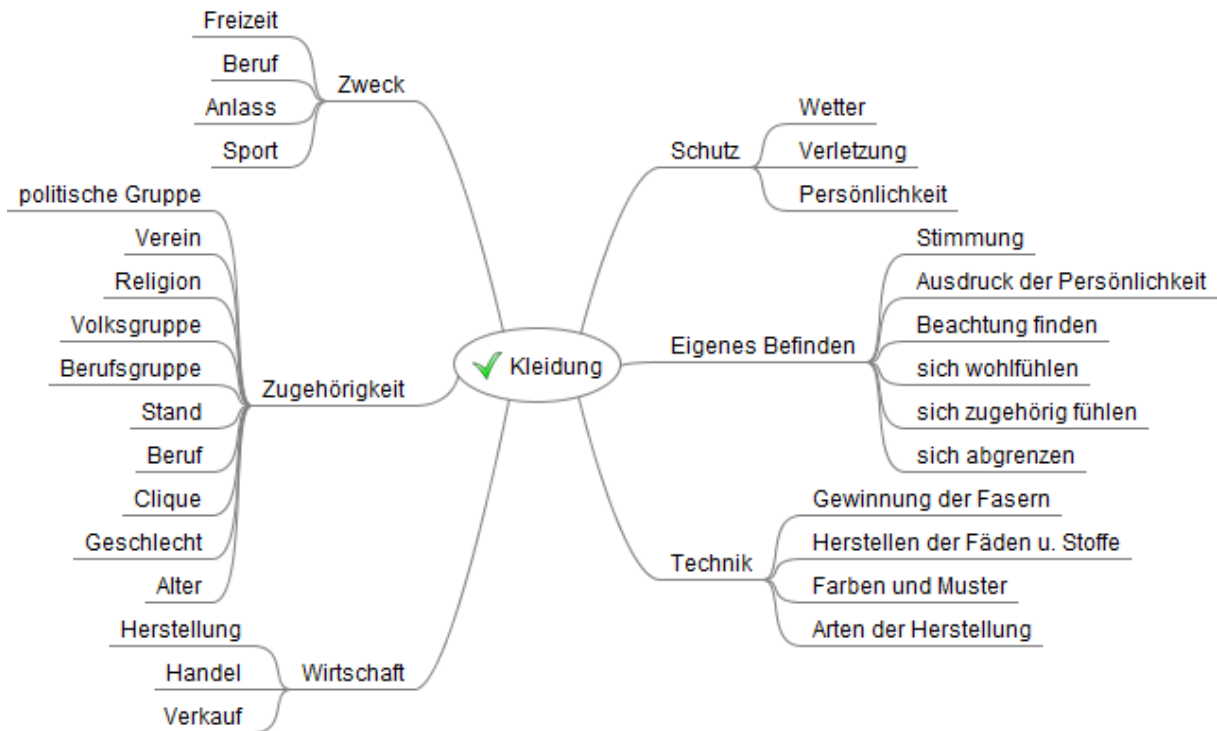 Kleidung
Zweck
Freizeit
Beruf
Anlass
Sport
Zugehörigkeit
politische Gruppe
Verein
Religion
Volksgruppe
Berufsgruppe
Stand
Beruf
Clique
Geschlecht
Alter
Wirtschaft
Herstellung
Handel
Verkauf
Schutz
Wetter
Verletzung
Persönlichkeit
Eigenes Befinden
Stimmung
Ausdruck der Persönlichkeit
Beachtung finden
sich wohlfühlen
sich zugehörig fühlen
sich abgrenzen
Technik
Gewinnung der Fasern
Herstellen der Fäden u. Stoffe
Farben und Muster
Arten der Herstellung